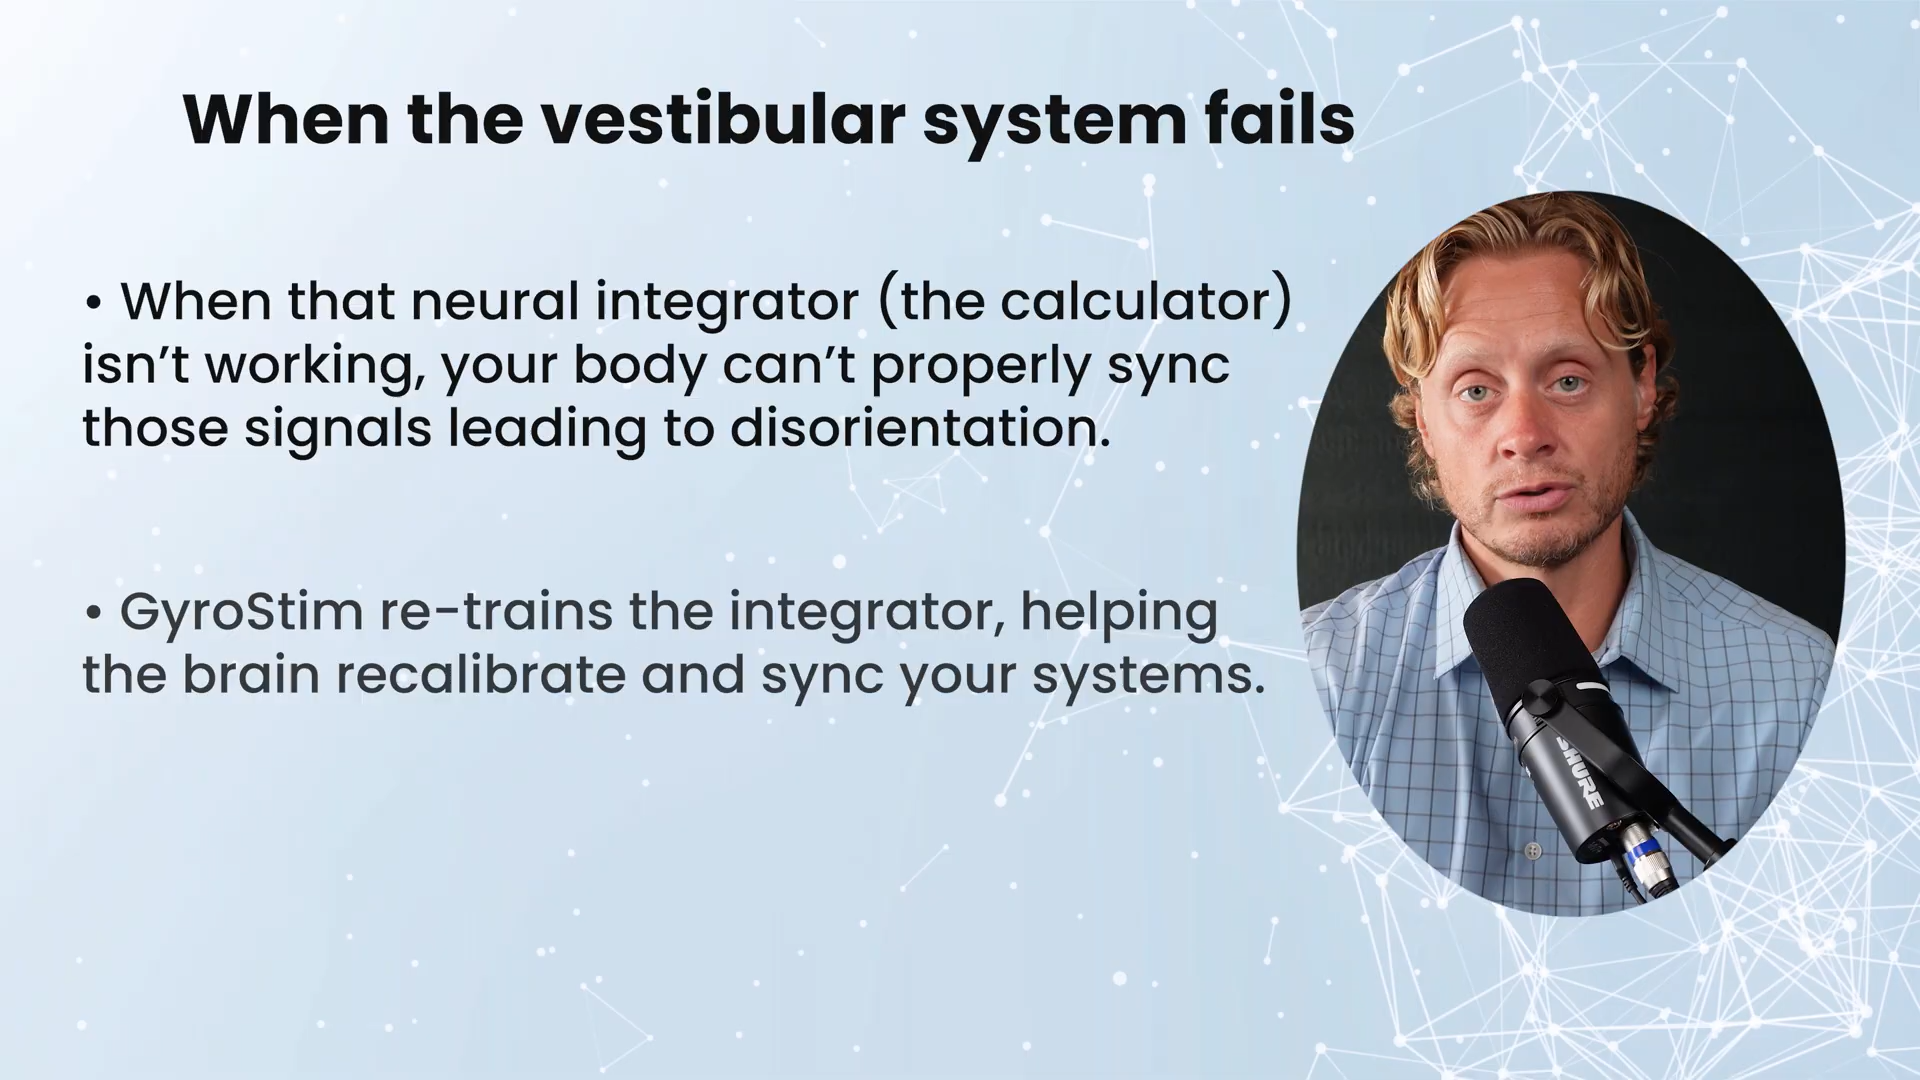 When the vestibular system fails
• When that neural integrator (the calculator)
isn’t working, your body can’t properly sync
those signals leading to disorientation.
• GyroStim re-trains the integrator, helping
the brain recalibrate and sync your systems.
SHURE